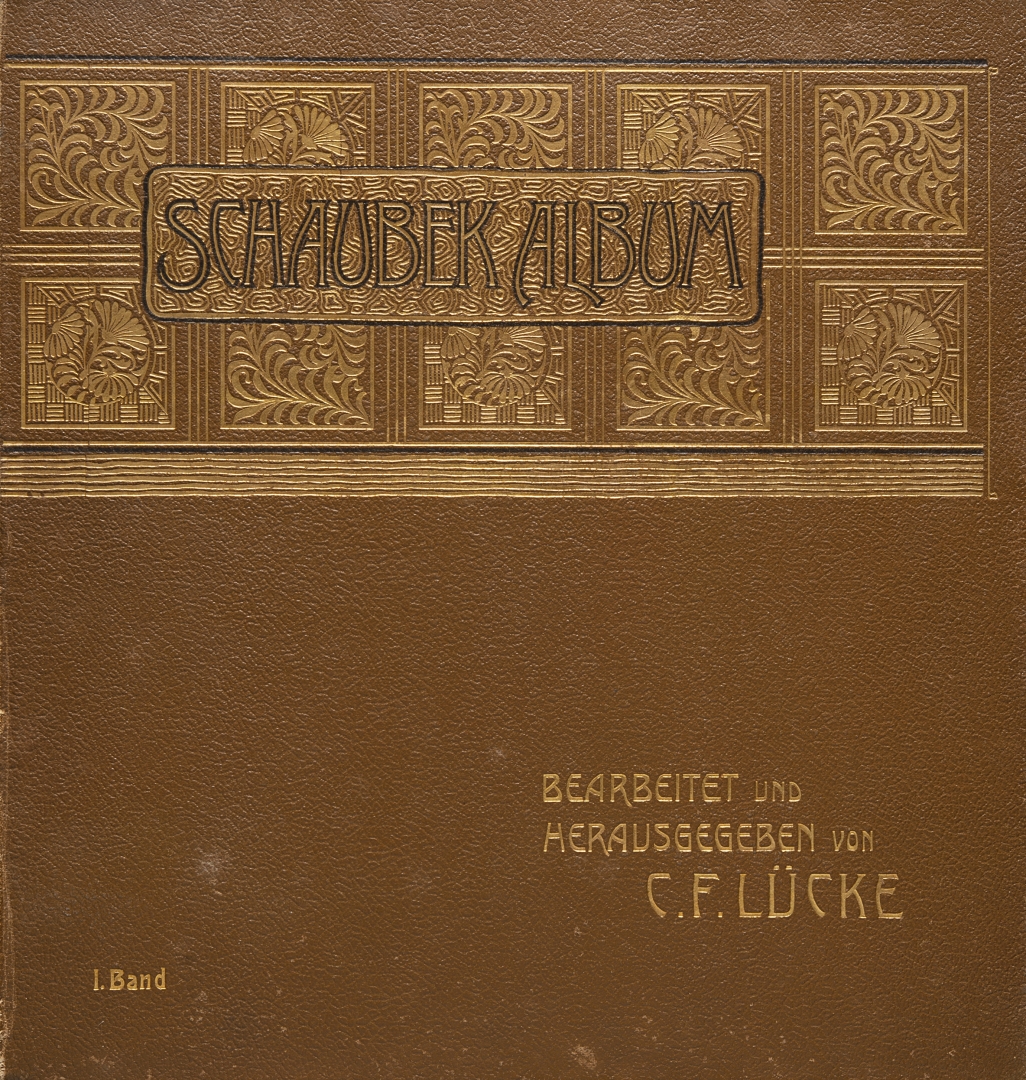 SCHAUBEK ALBUM
BEARBEITET UND
HERAUSGEGEBEN VON
C.F. LÜCKE
I. Band